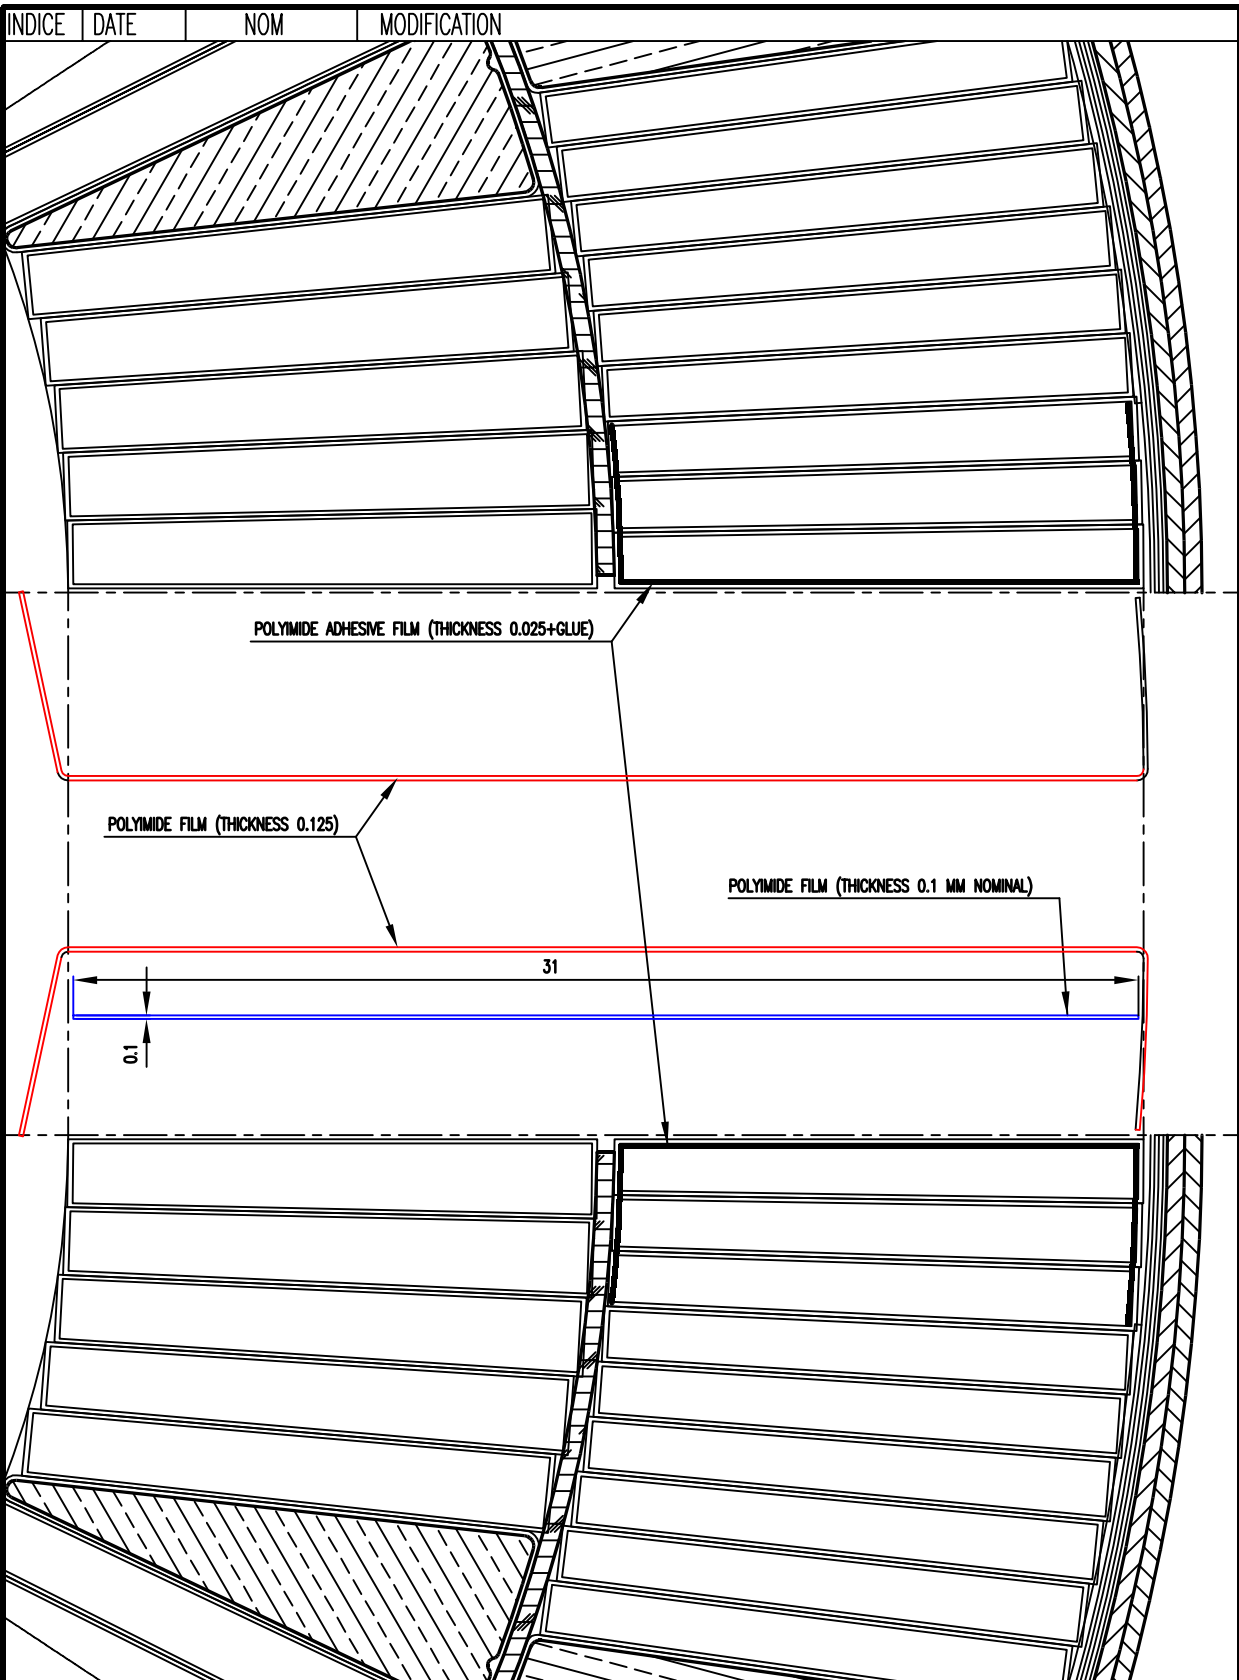 INDICE DATE NOM MODIFICATION
POLYIMIDE ADHESIVE FILM (THICKNESS 0.025+GLUE)
POLYIMIDE FILM (THICKNESS 0.125)
POLYIMIDE FILM (THICKNESS 0.1 MM NOMINAL)
31
0.1